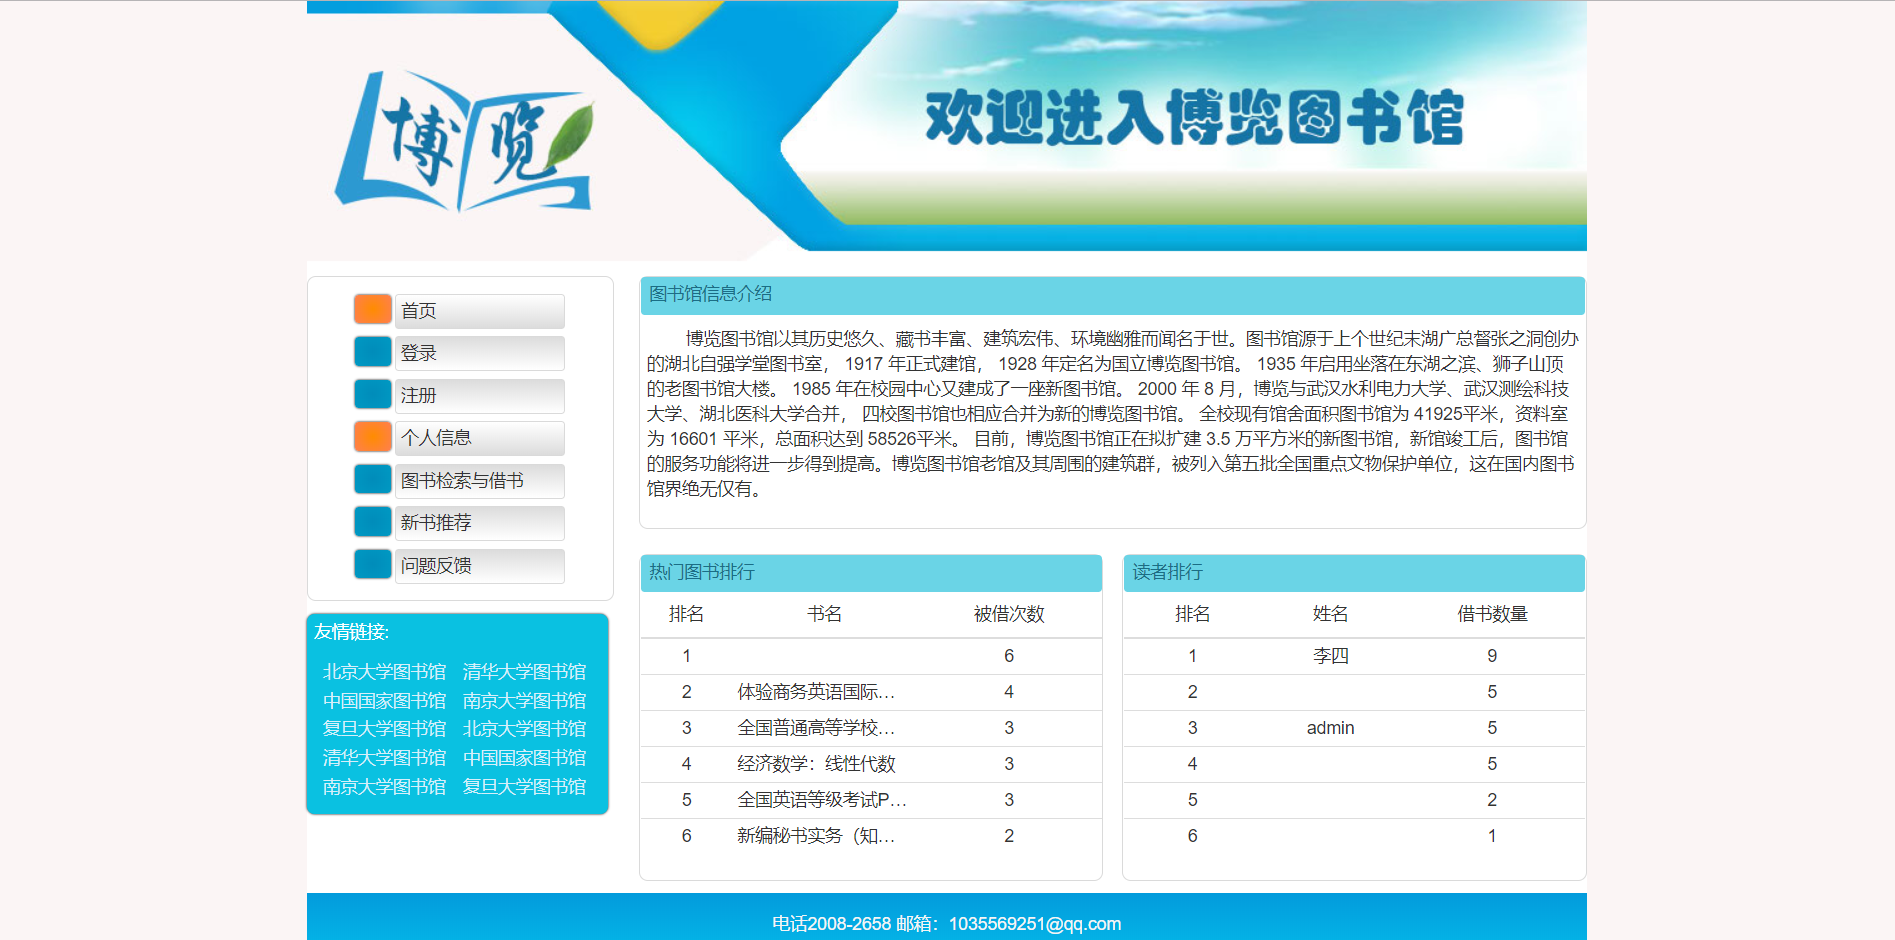 博览
欢迎进入博览图书馆
首页
登录
注册
个人信息
图书检索与借书
新书推荐
问题反馈
友情链接:
北京大学图书馆 清华大学图书馆
中国国家图书馆 南京大学图书馆
复旦大学图书馆 北京大学图书馆
清华大学图书馆 中国国家图书馆
南京大学图书馆 复旦大学图书馆
图书馆信息介绍
博览图书馆以其历史悠久、藏书丰富、建筑宏伟、环境幽雅而闻名于世。图书馆源于上个世纪末湖广总督张之洞创办
的湖北自强学堂图书室， 1917 年正式建馆， 1928 年定名为国立博览图书馆。 1935 年启用坐落在东湖之滨、狮子山顶
的老图书馆大楼。 1985 年在校园中心又建成了一座新图书馆。 2000 年 8 月，博览与武汉水利电力大学、武汉测绘科技
大学、湖北医科大学合并， 四校图书馆也相应合并为新的博览图书馆。 全校现有馆舍面积图书馆为 41925平米，资料室
为 16601 平米，总面积达到 58526平米。 目前，博览图书馆正在拟扩建 3.5 万平方米的新图书馆，新馆竣工后，图书馆
的服务功能将进一步得到提高。博览图书馆老馆及其周围的建筑群，被列入第五批全国重点文物保护单位，这在国内图书
馆界绝无仅有。
热门图书排行
排名 书名 被借次数
1 6
2 体验商务英语国际... 4
3 全国普通高等学校... 3
4 经济数学：线性代数 3
5 全国英语等级考试P... 3
6 新编秘书实务（知... 2
读者排行
排名 姓名 借书数量
1 李四 9
2 5
3 admin 5
4 5
5 2
6 1
电话2008-2658 邮箱：1035569251@qq.com